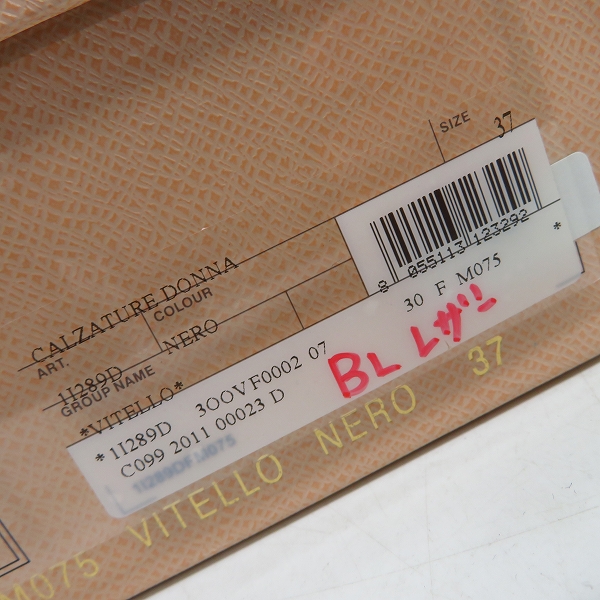 SIZE 37
8 055113 123292
CALZATURE DONNA
ART. COLOUR
1I289D NERO
GROUP NAME
*VITELLO*
30 F M075 *
*1I289D 3OOVF0002 07
C099 2011 00023 D
BL レザー
1I289DFM075
M075 VITELLO NERO 37